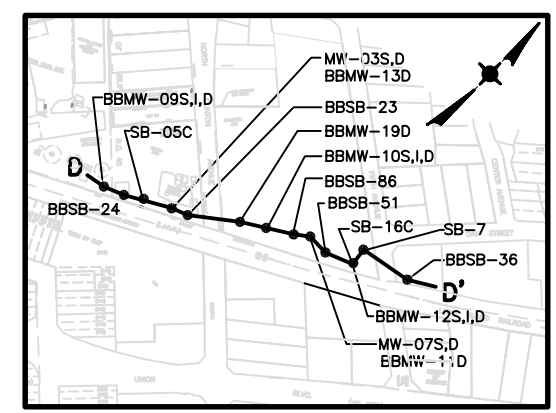 MW-03S,D
BBMW-13D
BBMW-09S,I,D
BBSB-23
SB-05C
BBMW-19D
BBMW-10S,I,D
D
BBSB-86
BBSB-51
BBSB-24
SB-16C
SB-7
STREET
BBSB-36
D'
BBMW-12S,I,D
RAILROAD
MW-07S,D
BBMW-11D
UNION
BLVD.